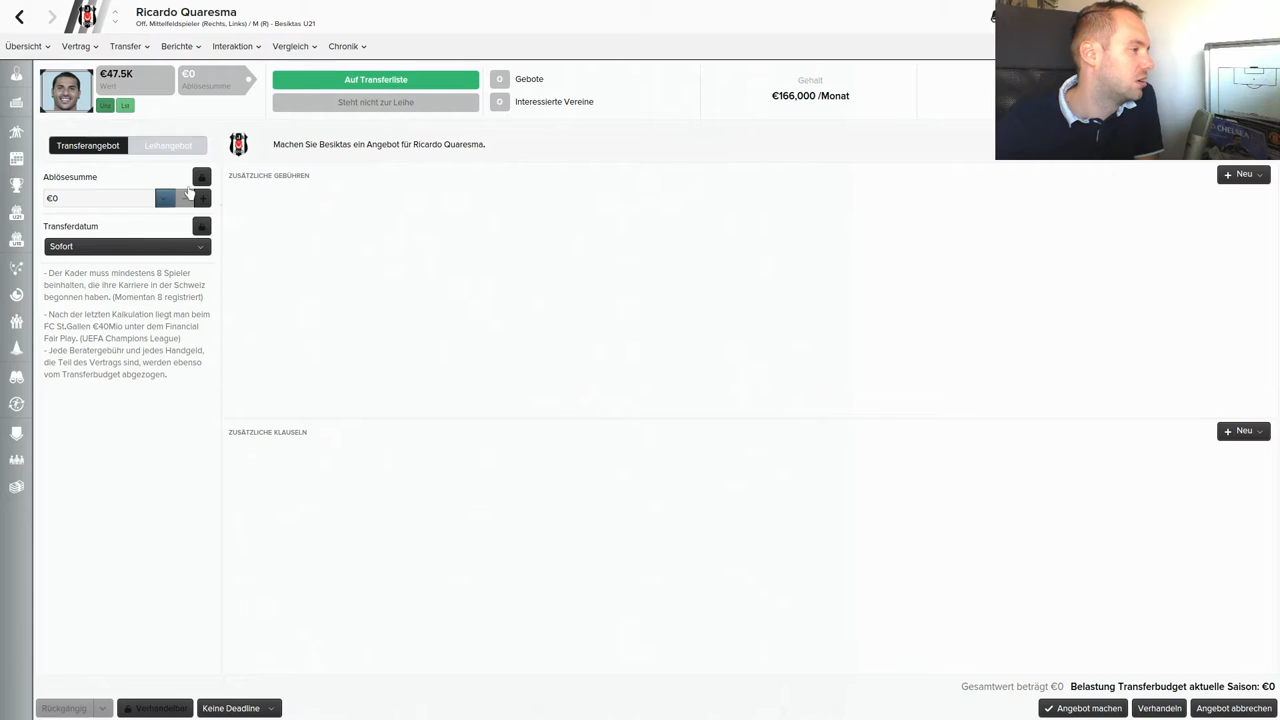 Ricardo Quaresma
Off. Mittelfeldspieler (Rechts, Links) / M (R) - Besiktas U21
Übersicht Vertrag Transfer Berichte Interaktion Vergleich Chronik
€47.5K
Wert
€0
Ablösesumme
Uvz Lst
Auf Transferliste
Steht nicht zur Leihe
0 Gebote
0 Interessierte Vereine
Gehalt
€166,000 /Monat
Transferangebot Leihangebot
Machen Sie Besiktas ein Angebot für Ricardo Quaresma.
Ablösesumme
€0
Transferdatum
Sofort
- Der Kader muss mindestens 8 Spieler
beinhalten, die ihre Karriere in der Schweiz
begonnen haben. (Momentan 8 registriert)
- Nach der letzten Kalkulation liegt man beim
FC St.Gallen €40Mio unter dem Financial
Fair Play. (UEFA Champions League)
- Jede Beratergebühr und jedes Handgeld,
die Teil des Vertrags sind, werden ebenso
vom Transferbudget abgezogen.
ZUSÄTZLICHE GEBÜHREN
+ Neu
ZUSÄTZLICHE KLAUSELN
+ Neu
U21
U18
CHELSEA
Gesamtwert beträgt €0 Belastung Transferbudget aktuelle Saison: €0
Rückgängig Verhandelbar Keine Deadline Angebot machen Verhandeln Angebot abbrechen